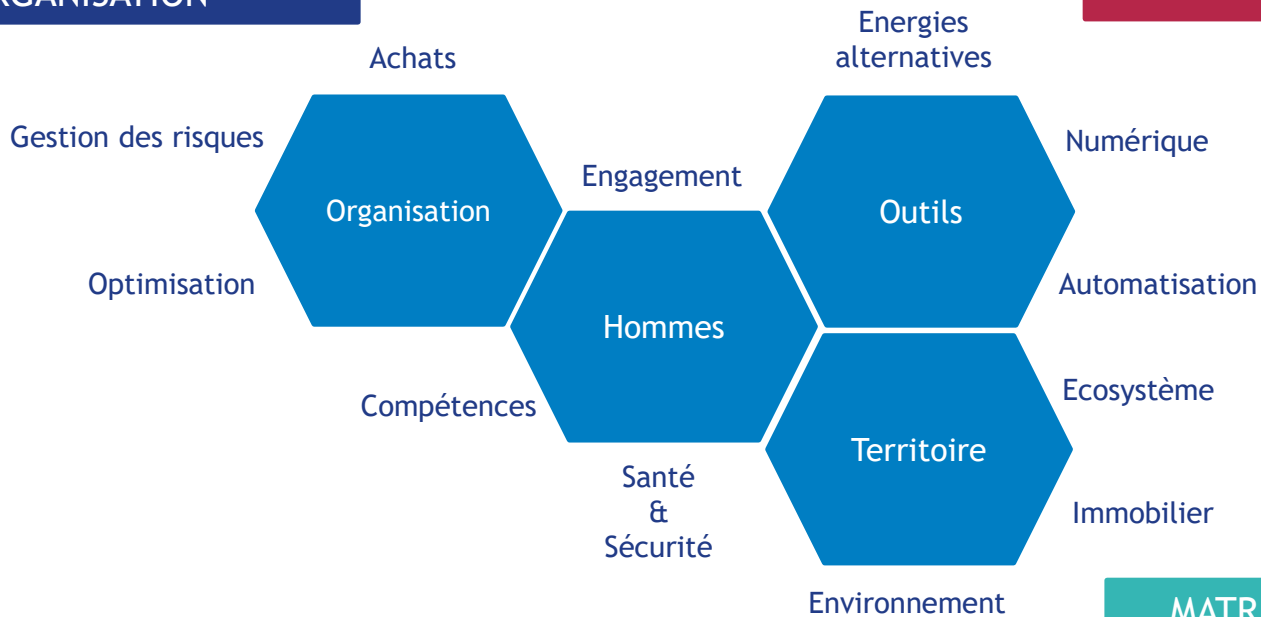 Energies
alternatives
Achats
Gestion des risques
Numérique
Engagement
Organisation
Outils
Optimisation
Automatisation
Hommes
Ecosystème
Compétences
Territoire
Santé
&
Sécurité
Immobilier
Environnement